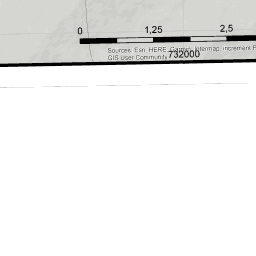 0 1,25 2,5
Sources: Esri, HERE, Garmin, Intermap, increment P
GIS User Community
732000